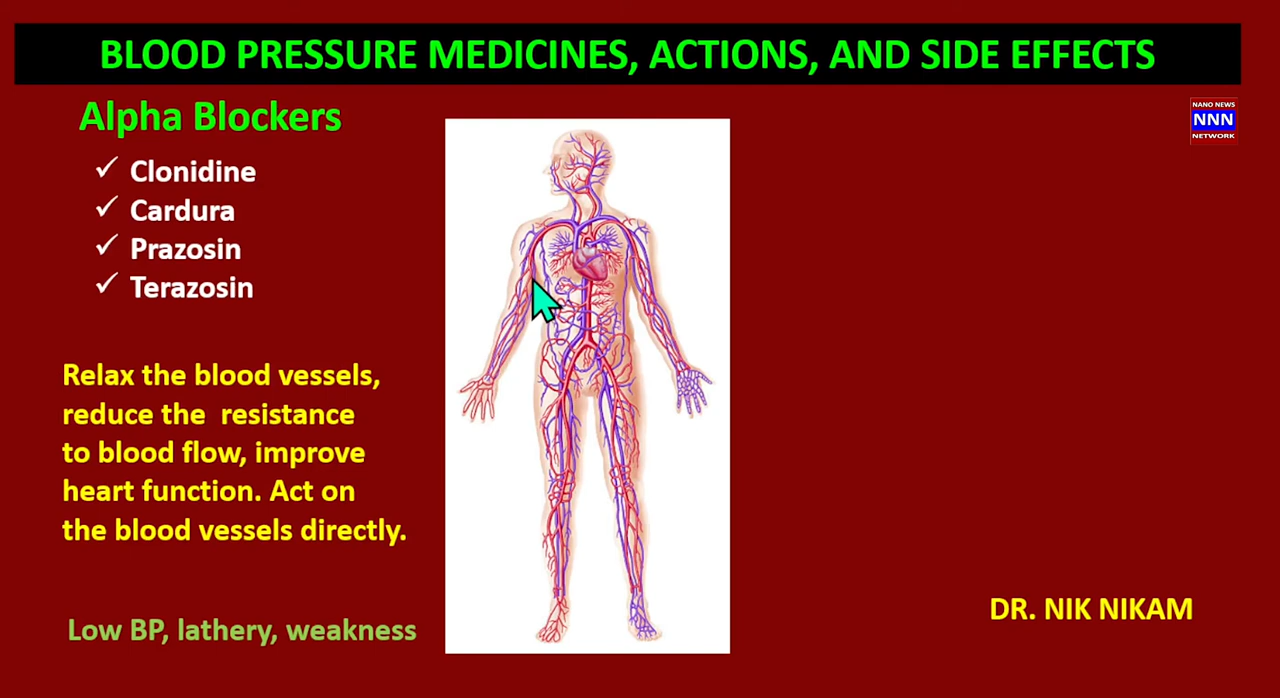 BLOOD PRESSURE MEDICINES, ACTIONS, AND SIDE EFFECTS
Alpha Blockers
✓ Clonidine
✓ Cardura
✓ Prazosin
✓ Terazosin
Relax the blood vessels,
reduce the resistance
to blood flow, improve
heart function. Act on
the blood vessels directly.
Low BP, lathery, weakness
NANO NEWS
NNN
NETWORK
DR. NIK NIKAM